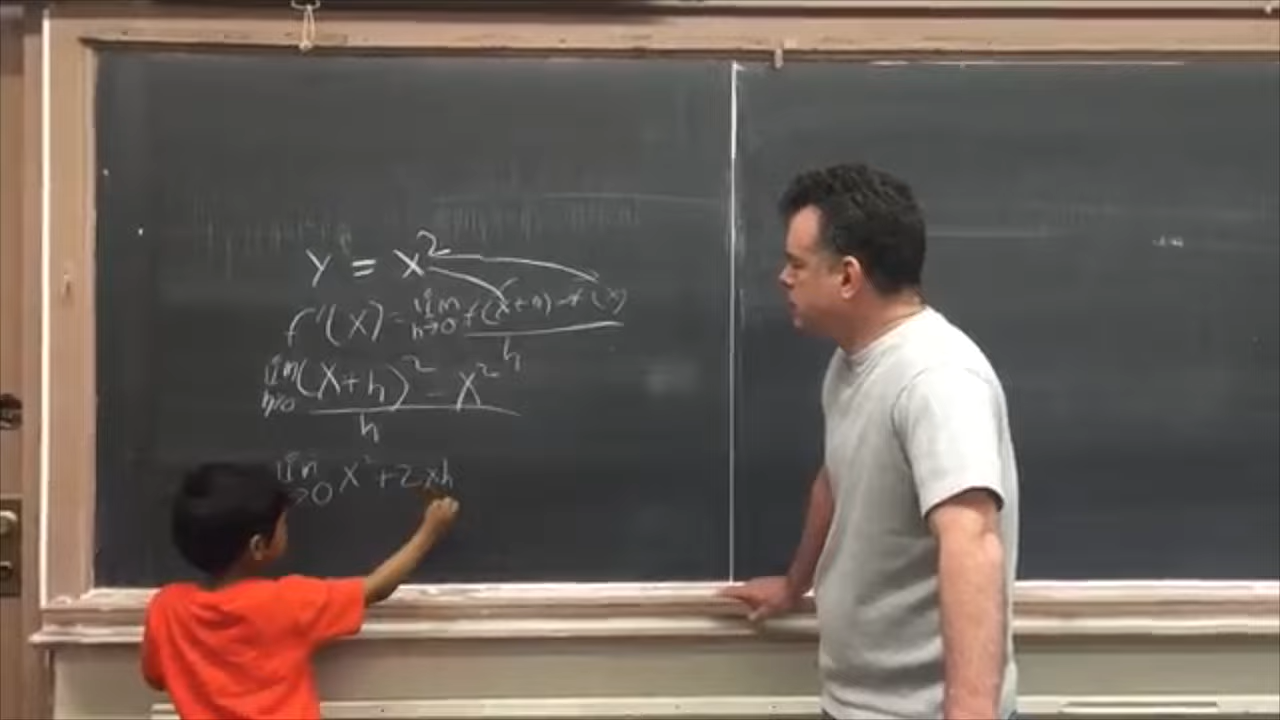 y = x²
f'(x) = lim h→0 f(x+h) - f(x) / h
lim h→0 (x+h)² - x² / h
lim →0 x² + 2xh